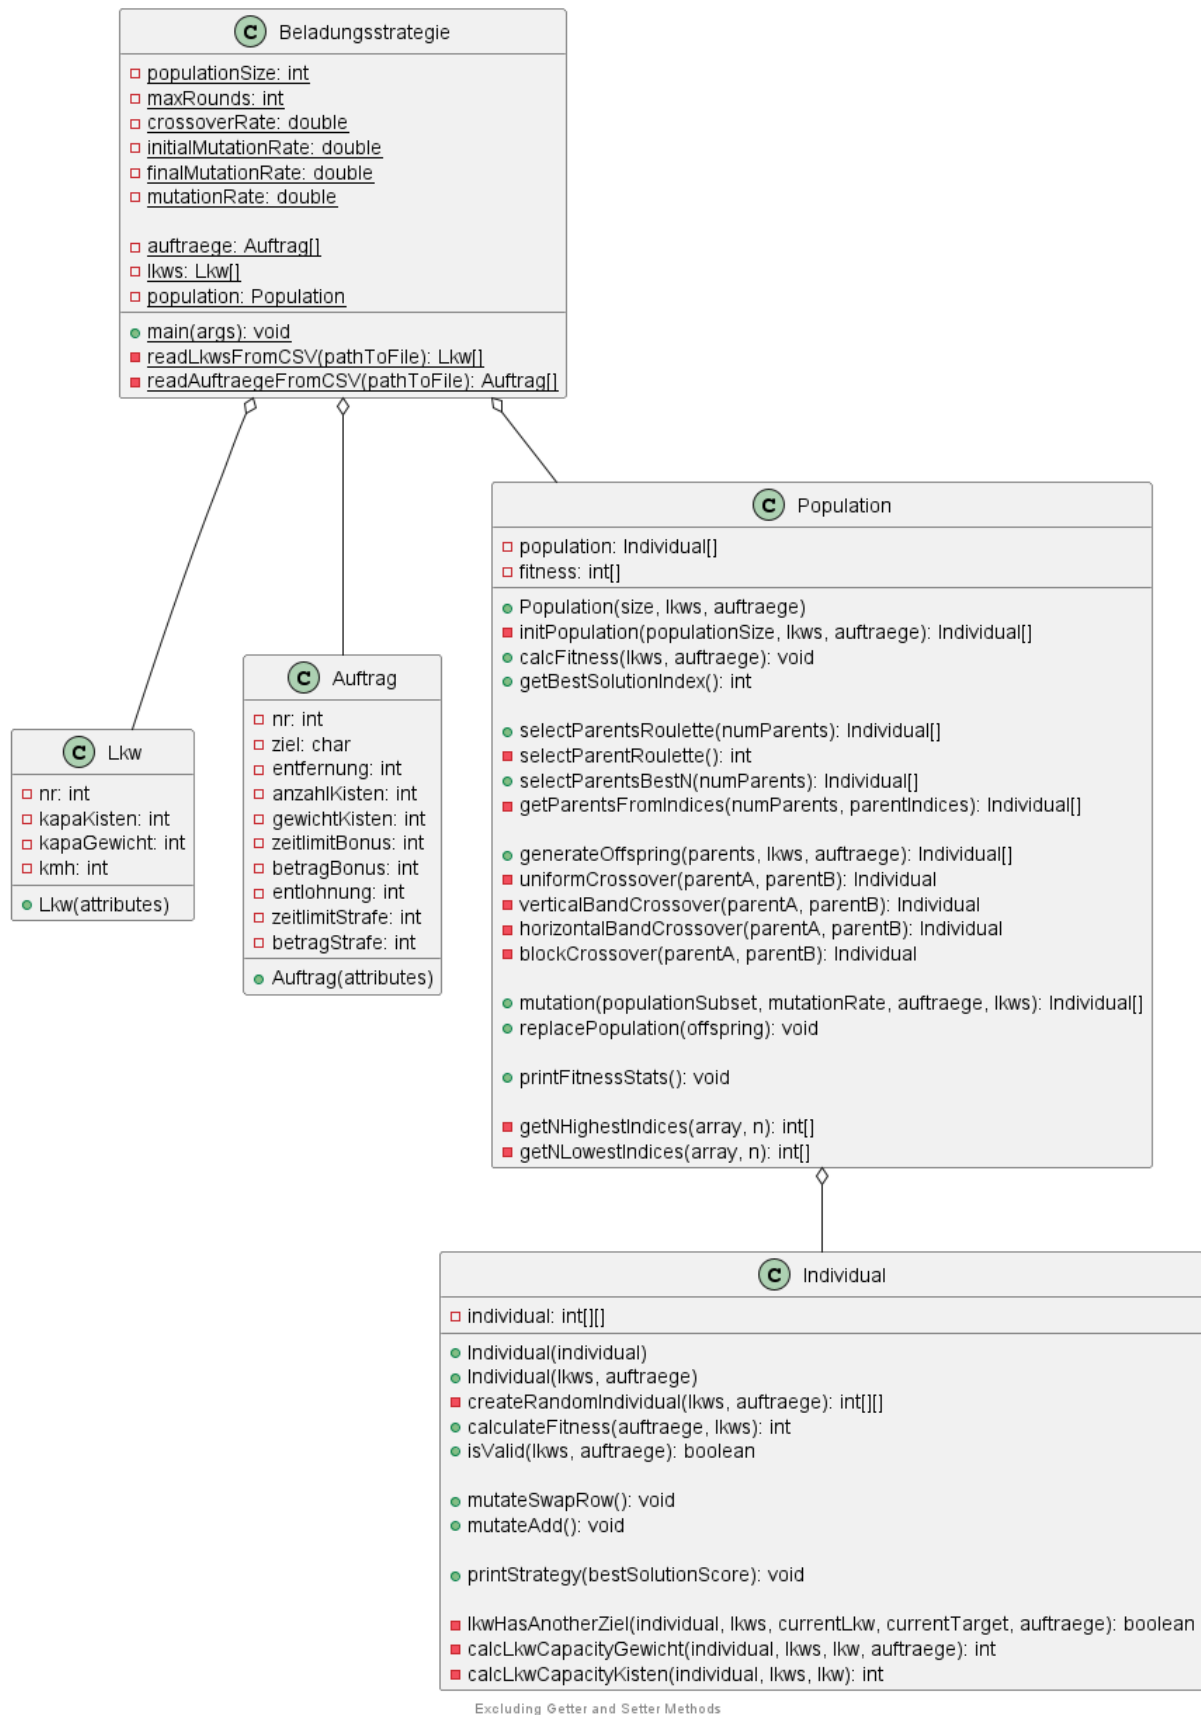 C Beladungsstrategie
populationSize: int
maxRounds: int
crossoverRate: double
initialMutationRate: double
finalMutationRate: double
mutationRate: double
auftraege: Auftrag[]
lkws: Lkw[]
population: Population
main(args): void
readLkwsFromCSV(pathToFile): Lkw[]
readAuftraegeFromCSV(pathToFile): Auftrag[]
C Population
population: Individual[]
fitness: int[]
Population(size, lkws, auftraege)
initPopulation(populationSize, lkws, auftraege): Individual[]
calcFitness(lkws, auftraege): void
getBestSolutionIndex(): int
selectParentsRoulette(numParents): Individual[]
selectParentRoulette(): int
selectParentsBestN(numParents): Individual[]
getParentsFromIndices(numParents, parentIndices): Individual[]
generateOffspring(parents, lkws, auftraege): Individual[]
uniformCrossover(parentA, parentB): Individual
verticalBandCrossover(parentA, parentB): Individual
horizontalBandCrossover(parentA, parentB): Individual
blockCrossover(parentA, parentB): Individual
mutation(populationSubset, mutationRate, auftraege, lkws): Individual[]
replacePopulation(offspring): void
printFitnessStats(): void
getNHighestIndices(array, n): int[]
getNLowestIndices(array, n): int[]
C Auftrag
nr: int
ziel: char
entfernung: int
anzahlKisten: int
gewichtKisten: int
zeitlimitBonus: int
betragBonus: int
entlohnung: int
zeitlimitStrafe: int
betragStrafe: int
Auftrag(attributes)
C Lkw
nr: int
kapaKisten: int
kapaGewicht: int
kmh: int
Lkw(attributes)
C Individual
individual: int[][]
Individual(individual)
Individual(lkws, auftraege)
createRandomIndividual(lkws, auftraege): int[][]
calculateFitness(auftraege, lkws): int
isValid(lkws, auftraege): boolean
mutateSwapRow(): void
mutateAdd(): void
printStrategy(bestSolutionScore): void
lkwHasAnotherZiel(individual, lkws, currentLkw, currentTarget, auftraege): boolean
calcLkwCapacityGewicht(individual, lkws, lkw, auftraege): int
calcLkwCapacityKisten(individual, lkws, lkw): int
Excluding Getter and Setter Methods